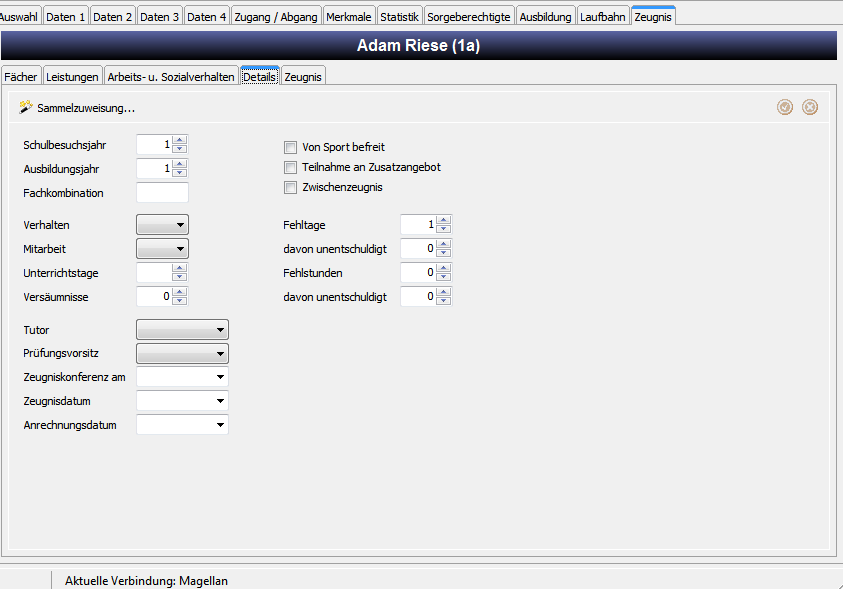 Auswahl Daten 1 Daten 2 Daten 3 Daten 4 Zugang / Abgang Merkmale Statistik Sorgeberechtigte Ausbildung Laufbahn Zeugnis
Adam Riese (1a)
Fächer Leistungen Arbeits- u. Sozialverhalten Details Zeugnis
Sammelzuweisung...
Schulbesuchsjahr 1 Von Sport befreit
Ausbildungsjahr 1 Teilnahme an Zusatzangebot
Fachkombination Zwischenzeugnis
Verhalten Fehltage 1
Mitarbeit davon unentschuldigt 0
Unterrichtstage Fehlstunden 0
Versäumnisse 0 davon unentschuldigt 0
Tutor
Prüfungsvorsitz
Zeugniskonferenz am
Zeugnisdatum
Anrechnungsdatum
Aktuelle Verbindung: Magellan